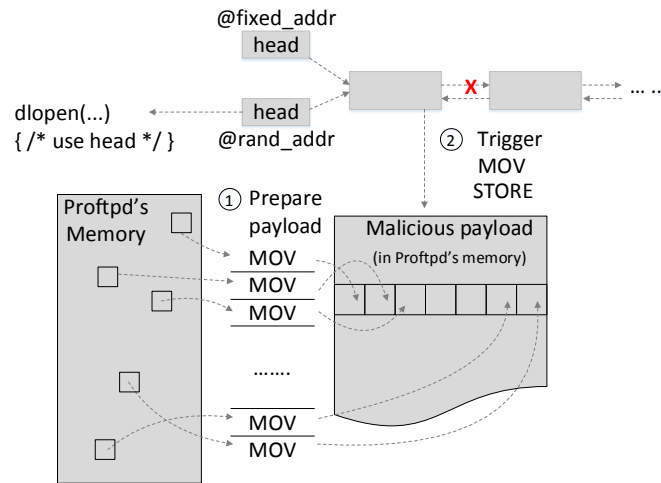 @fixed_addr
head
head
@rand_addr
dlopen(...)
{ /* use head */ }
X
... ..
② Trigger
MOV
STORE
① Prepare
payload
Proftpd's
Memory
MOV
MOV
MOV
.......
MOV
MOV
Malicious payload
(in Proftpd's memory)